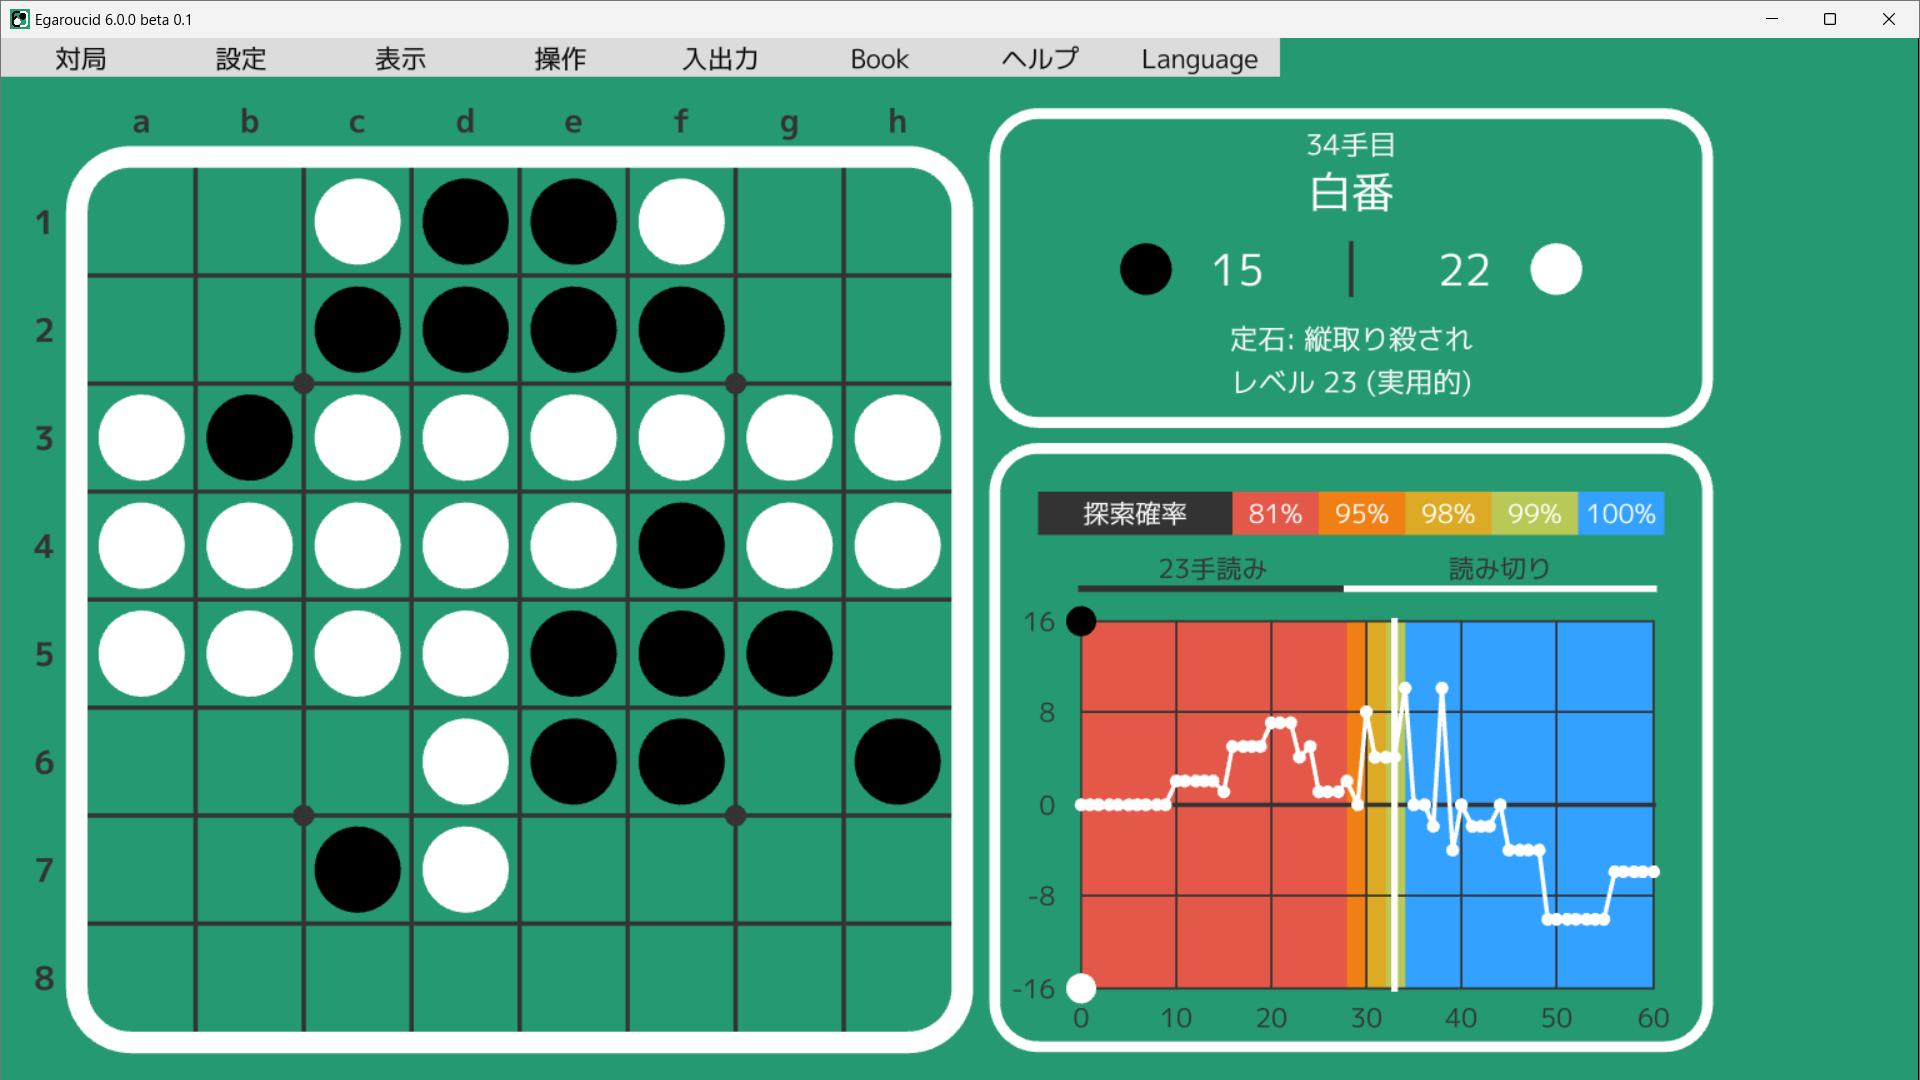 Egaroucid 6.0.0 beta 0.1
対局 設定 表示 操作 入出力 Book ヘルプ Language
a b c d e f g h
1
2
3
4
5
6
7
8
34手目
白番
15 22
定石: 縦取り殺され
レベル 23 (実用的)
探索確率 81% 95% 98% 99% 100%
23手読み 読み切り
16
8
0
-8
-16
0 10 20 30 40 50 60